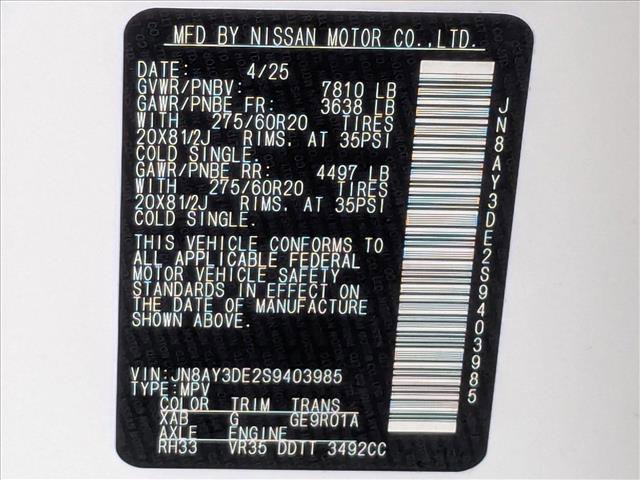 MFD BY NISSAN MOTOR CO.,LTD.
DATE: 4/25
GVWR/PNBV: 7810 LB
GAWR/PNBE FR: 3638 LB
WITH 275/60R20 TIRES
20X81/2J RIMS, AT 35PSI
COLD SINGLE.
GAWR/PNBE RR: 4497 LB
WITH 275/60R20 TIRES
20X81/2J RIMS, AT 35PSI
COLD SINGLE.
THIS VEHICLE CONFORMS TO
ALL APPLICABLE FEDERAL
MOTOR VEHICLE SAFETY
STANDARDS IN EFFECT ON
THE DATE OF MANUFACTURE
SHOWN ABOVE.
VIN:JN8AY3DE2S9403985
TYPE:MPV
COLOR TRIM TRANS
XAB G GE9R01A
AXLE ENGINE
RH33 VR35 DDTT 3492CC
JN8AY3DE2S9403985